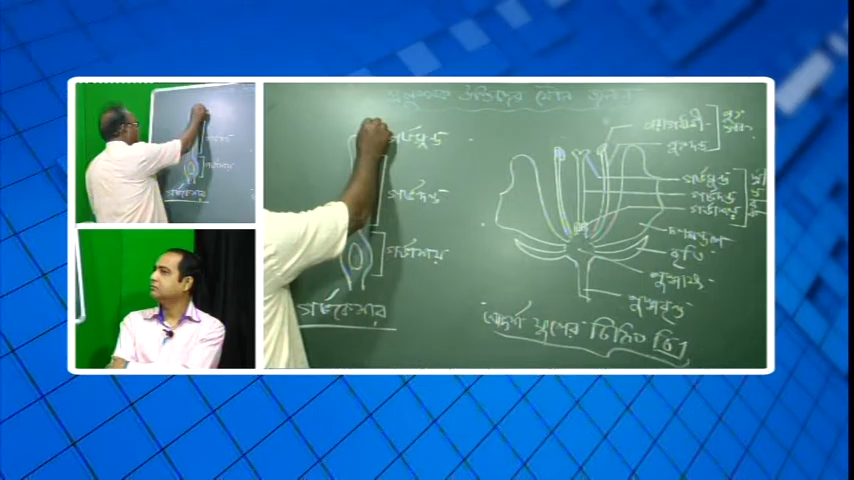 সপুষ্পক উদ্ভিদের যৌন জনন
গর্ভমুণ্ড
গর্ভদণ্ড
গর্ভাশয়
গর্ভকেশর
পরাগধানী
পুংদণ্ড
গর্ভমুণ্ড
গর্ভদণ্ড
গর্ভাশয়
দলমণ্ডল
বৃতি
পুষ্পাক্ষ
পুষ্পবৃন্ত
আদর্শ ফুলের চিহ্নিত চিত্র